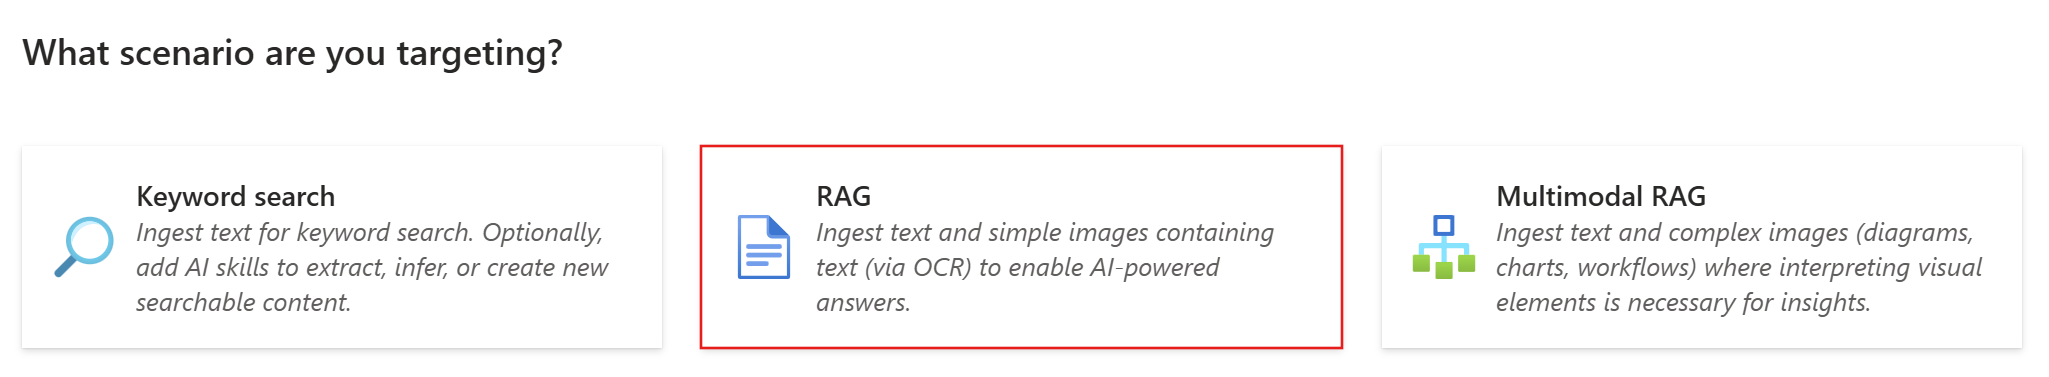 What scenario are you targeting?
Keyword search
Ingest text for keyword search. Optionally,
add AI skills to extract, infer, or create new
searchable content.
RAG
Ingest text and simple images containing
text (via OCR) to enable AI-powered
answers.
Multimodal RAG
Ingest text and complex images (diagrams,
charts, workflows) where interpreting visual
elements is necessary for insights.